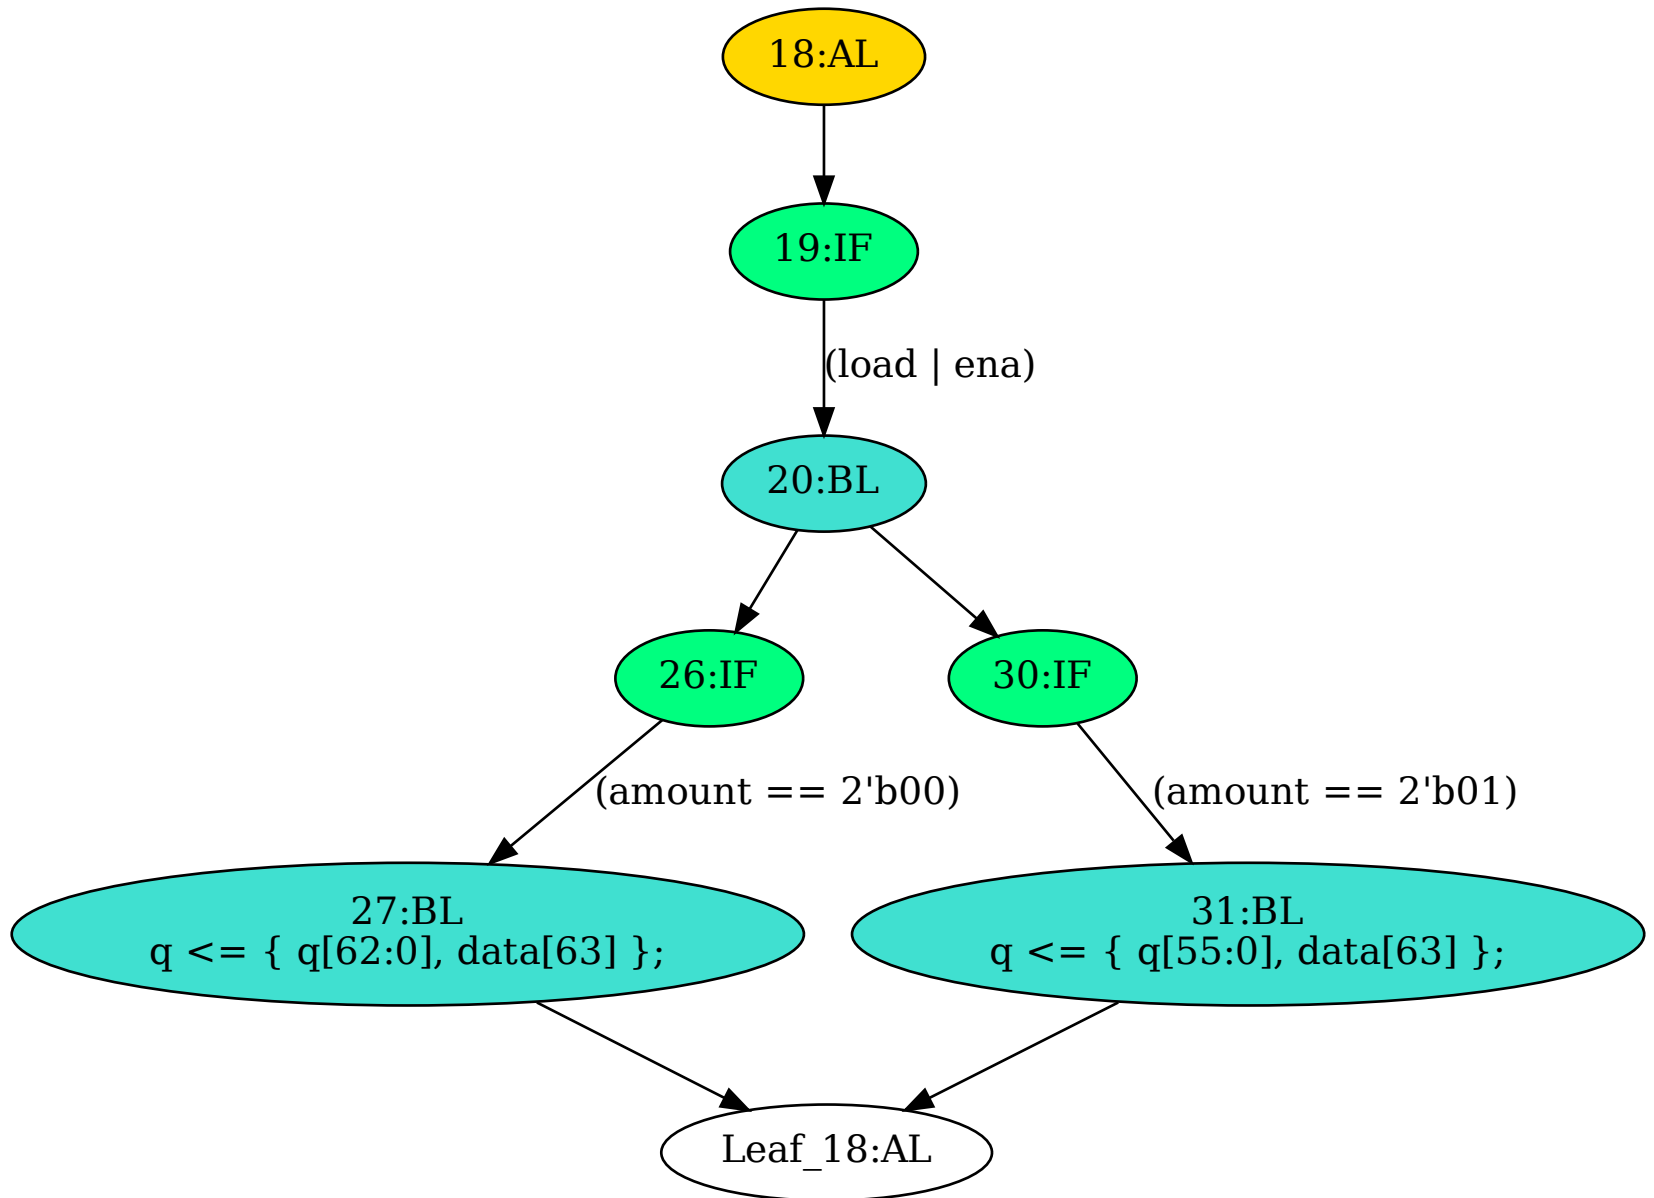 18:AL
19:IF
(load | ena)
20:BL
26:IF
30:IF
(amount == 2'b00)
(amount == 2'b01)
27:BL
q <= { q[62:0], data[63] };
31:BL
q <= { q[55:0], data[63] };
Leaf_18:AL